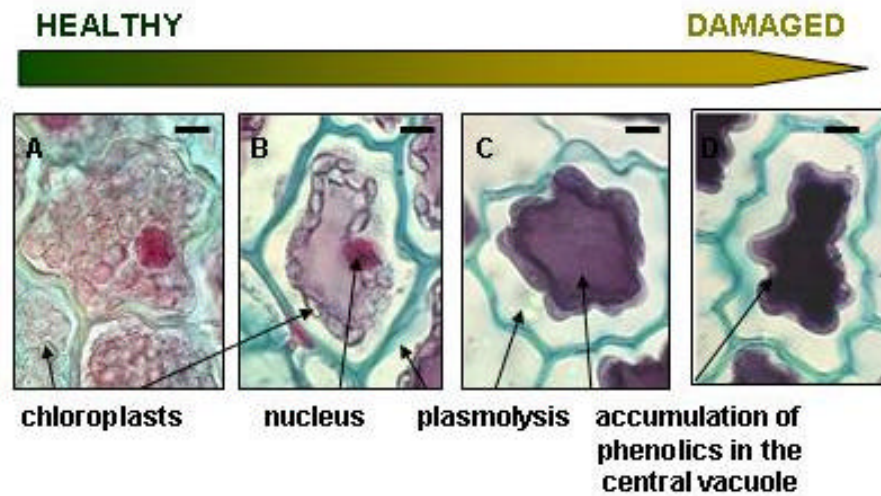 HEALTHY DAMAGED
A B C D
chloroplasts nucleus plasmolysis accumulation of
phenolics in the
central vacuole